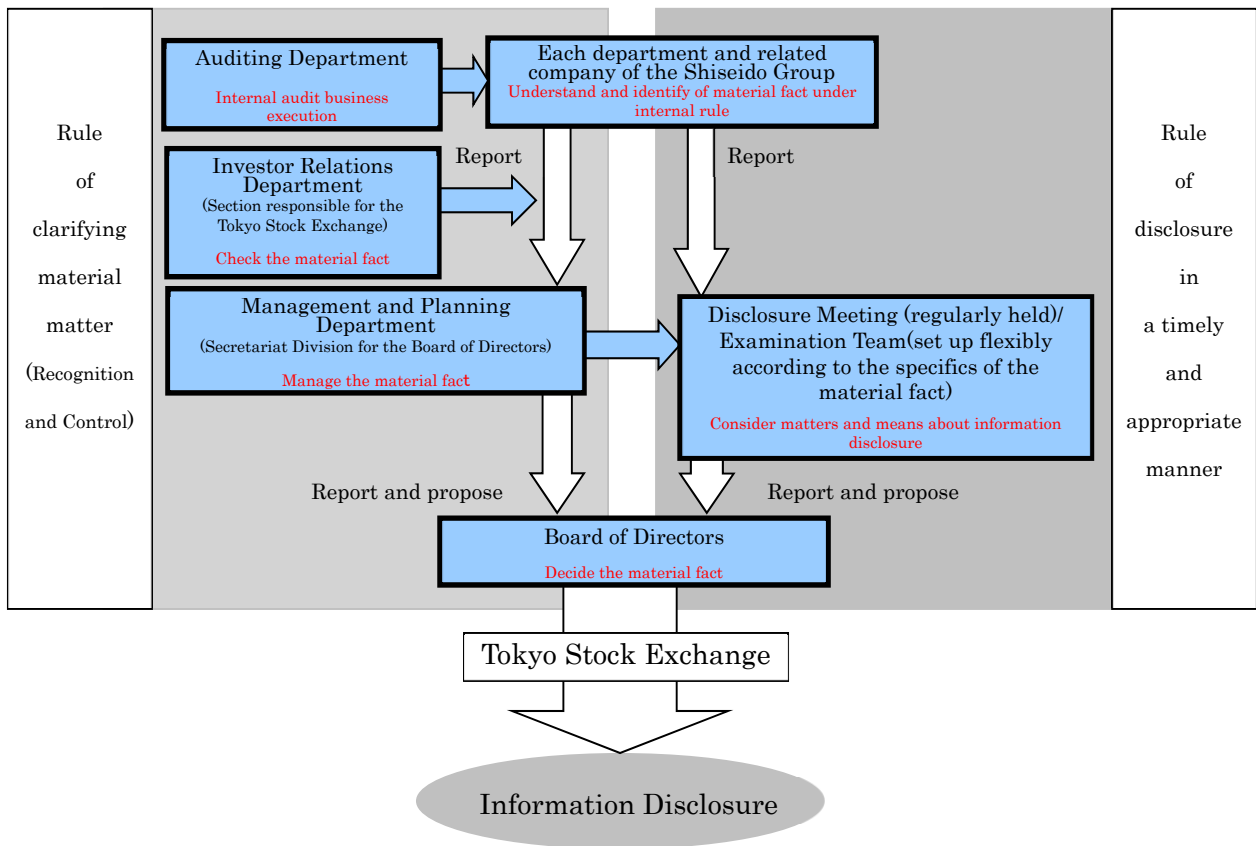 Rule
of
clarifying
material
matter
(Recognition
and Control)
Auditing Department
Internal audit business
execution
Each department and related
company of the Shiseido Group
Understand and identify of material fact under
internal rule
Report
Report
Investor Relations
Department
(Section responsible for the
Tokyo Stock Exchange)
Check the material fact
Management and Planning
Department
(Secretariat Division for the Board of Directors)
Manage the material fact
Disclosure Meeting (regularly held)/
Examination Team(set up flexibly
according to the specifics of the
material fact)
Consider matters and means about information
disclosure
Report and propose
Report and propose
Board of Directors
Decide the material fact
Tokyo Stock Exchange
Information Disclosure
Rule
of
disclosure
in
a timely
and
appropriate
manner